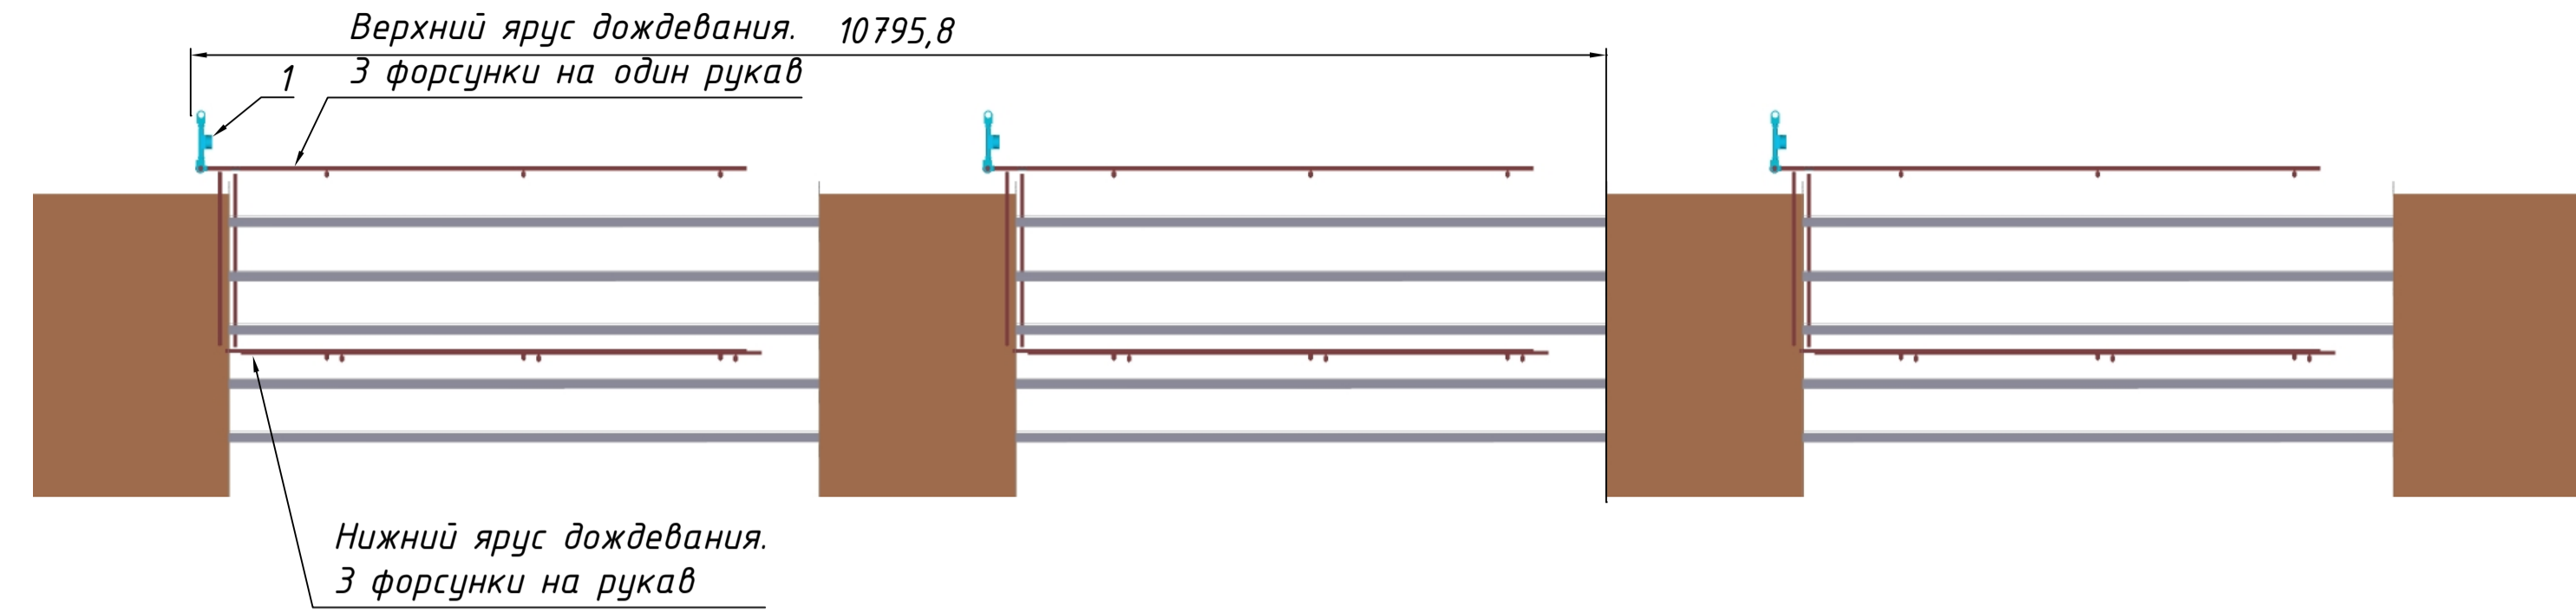 Верхний ярус дождевания.
10795,8
1
3 форсунки на один рукав
Нижний ярус дождевания.
3 форсунки на рукав